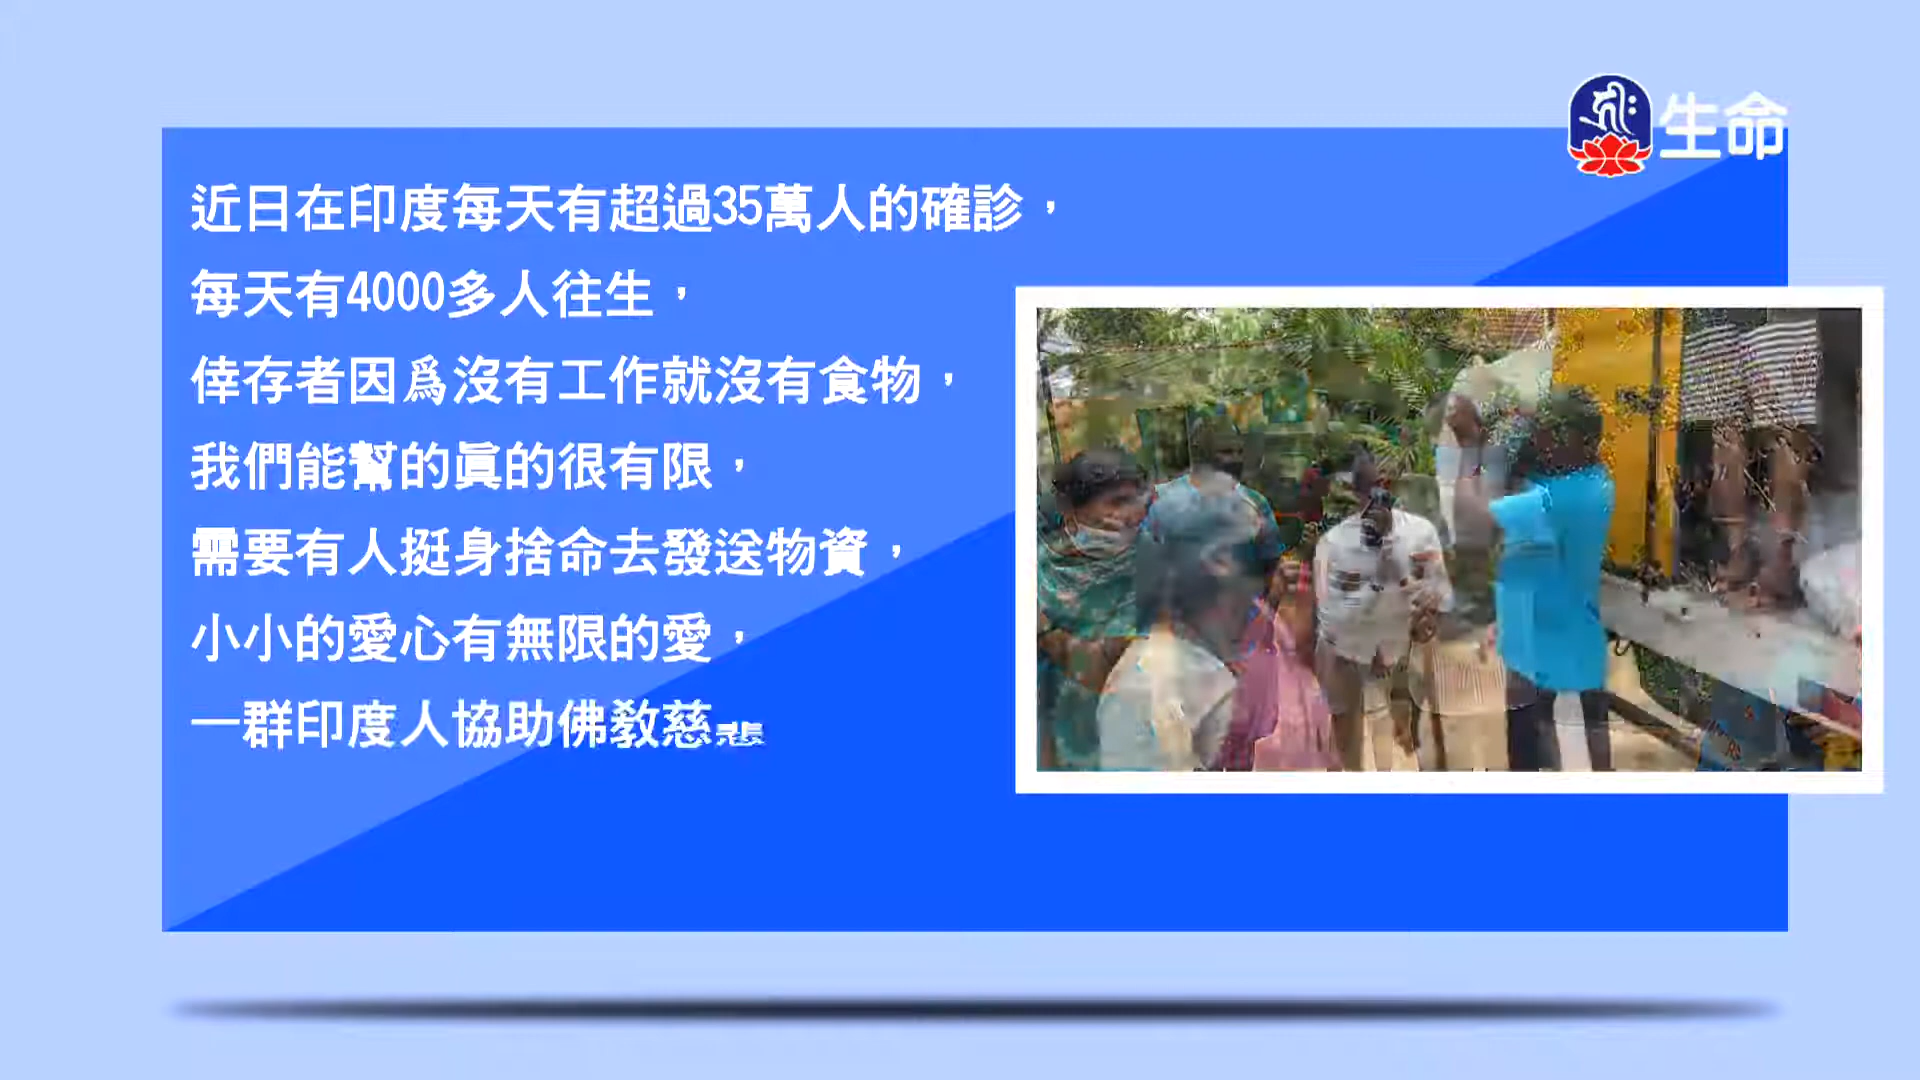 生命
近日在印度每天有超過35萬人的確診，
每天有4000多人往生，
倖存者因爲沒有工作就沒有食物，
我們能幫的眞的很有限，
需要有人挺身捨命去發送物資，
小小的愛心有無限的愛，
一群印度人協助佛敎慈悲